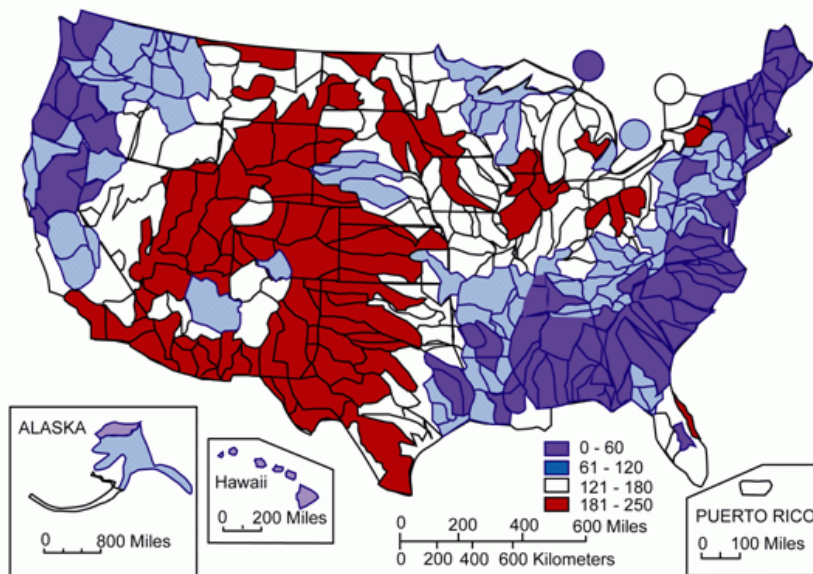 ALASKA
0 800 Miles
Hawaii
0 200 Miles
0 - 60
61 - 120
121 - 180
181 - 250
0 200 400 600 Miles
0 200 400 600 Kilometers
PUERTO RICO
0 100 Miles